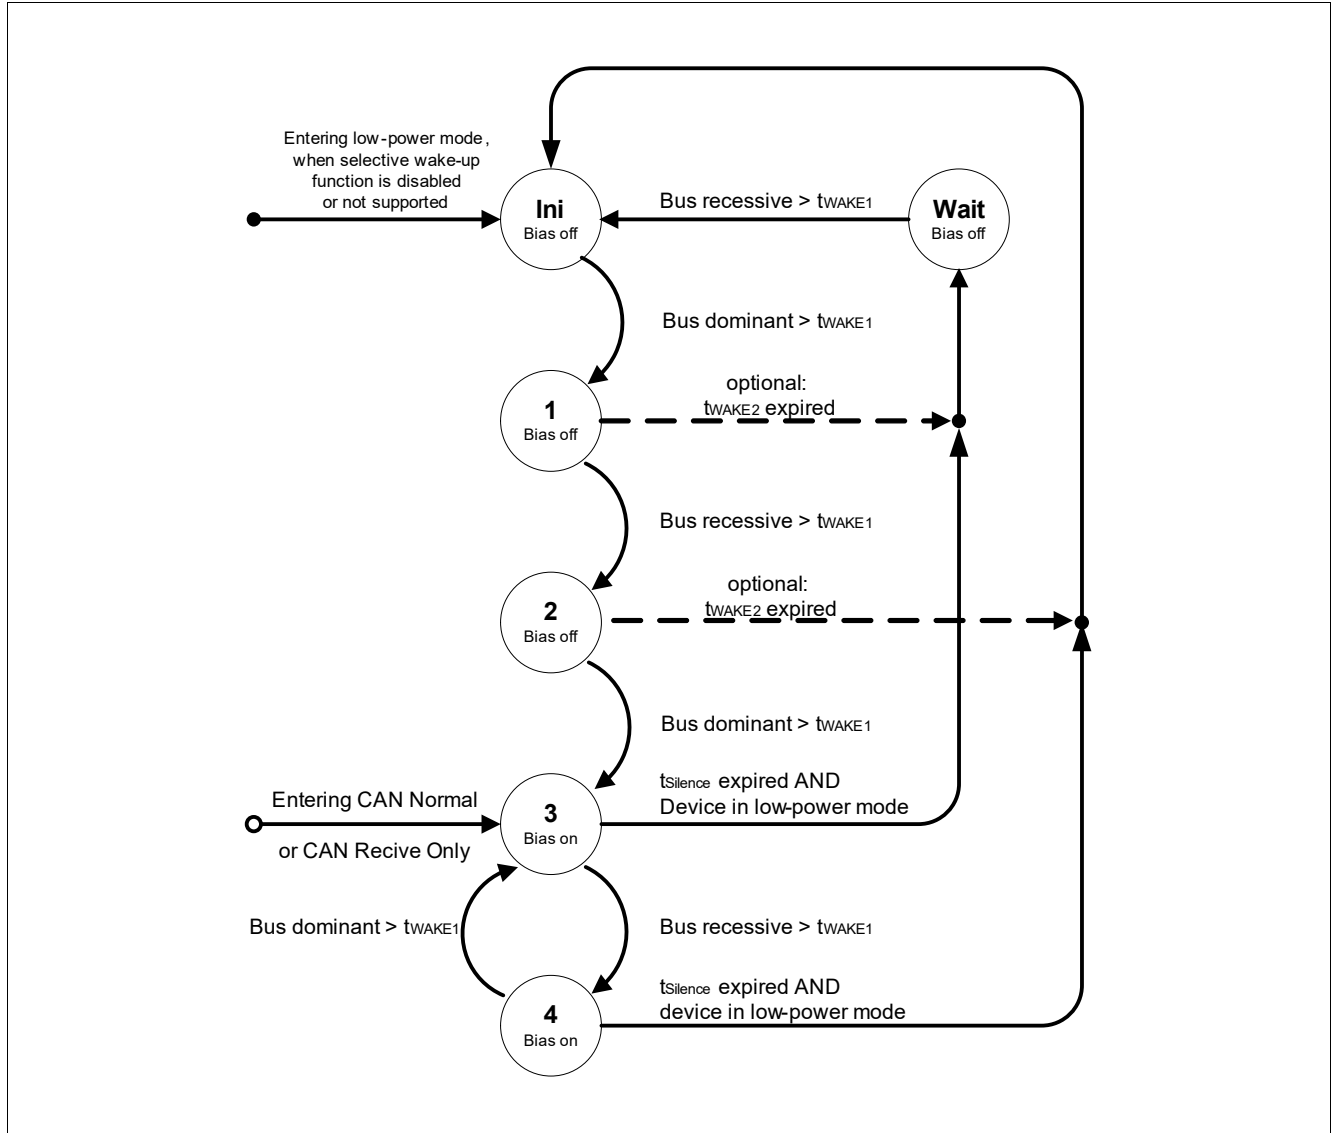 Entering low-power mode,
when selective wake-up
function is disabled
or not supported
Ini
Bias off
Bus recessive > tWAKE1
Wait
Bias off
Bus dominant > tWAKE1
optional:
tWAKE2 expired
1
Bias off
Bus recessive > tWAKE1
optional:
tWAKE2 expired
2
Bias off
Bus dominant > tWAKE1
tSilence expired AND
Device in low-power mode
Entering CAN Normal
or CAN Recive Only
3
Bias on
Bus dominant > tWAKE1
Bus recessive > tWAKE1
tSilence expired AND
device in low-power mode
4
Bias on